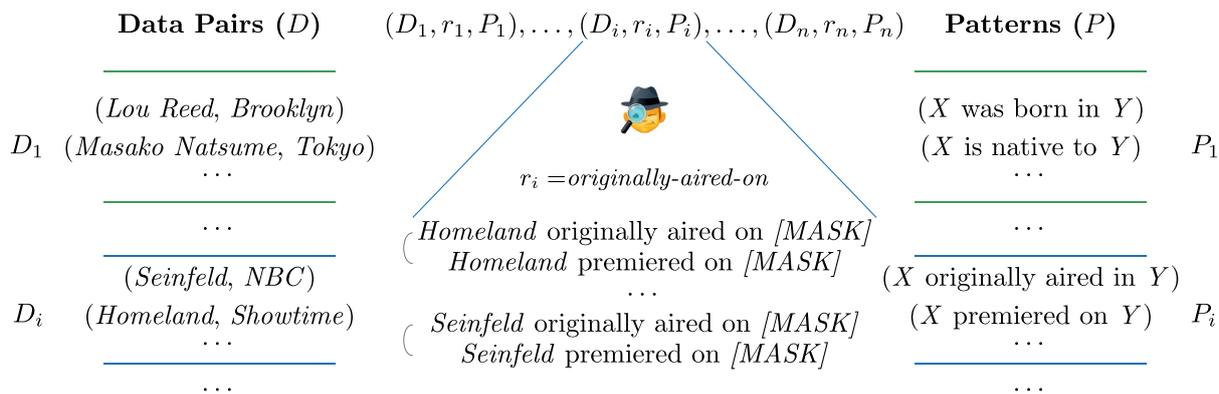 Data Pairs (D)
(D₁, r₁, P₁), . . . , (Dᵢ, rᵢ, Pᵢ), . . . , (Dₙ, rₙ, Pₙ)
Patterns (P)
(Lou Reed, Brooklyn)
D₁ (Masako Natsume, Tokyo)
. . .
. . .
(Seinfeld, NBC)
Dᵢ (Homeland, Showtime)
. . .
. . .
rᵢ =originally-aired-on
Homeland originally aired on [MASK]
Homeland premiered on [MASK]
. . .
Seinfeld originally aired on [MASK]
Seinfeld premiered on [MASK]
(X was born in Y)
(X is native to Y) P₁
. . .
. . .
(X originally aired in Y)
(X premiered on Y) Pᵢ
. . .
. . .